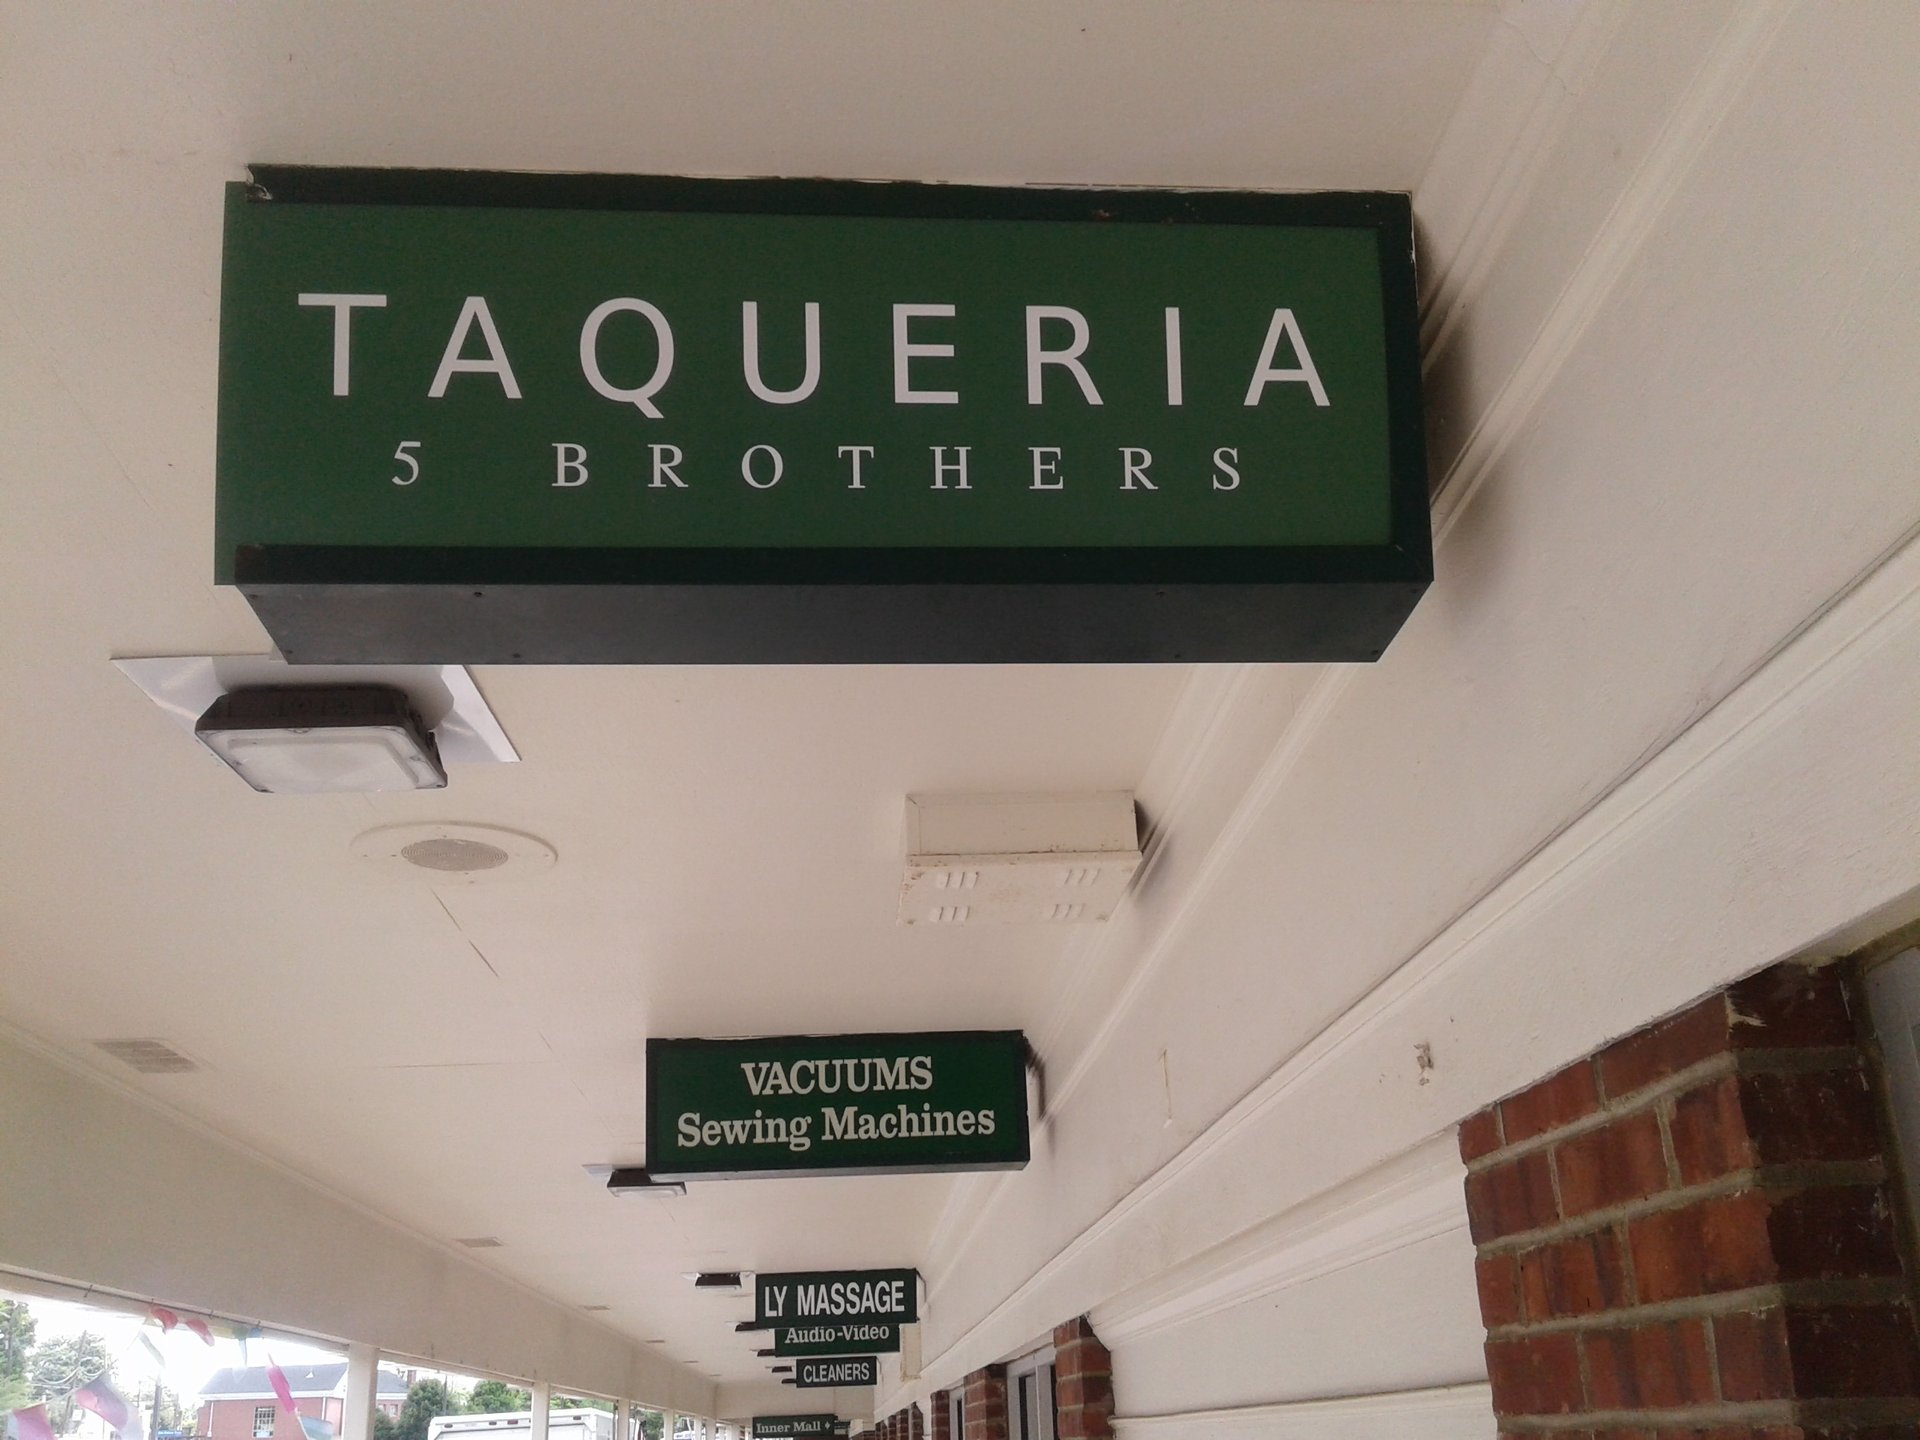 TAQUERIA
5 BROTHERS
VACUUMS
Sewing Machines
LY MASSAGE
Audio-Video
CLEANERS
Inner Mall